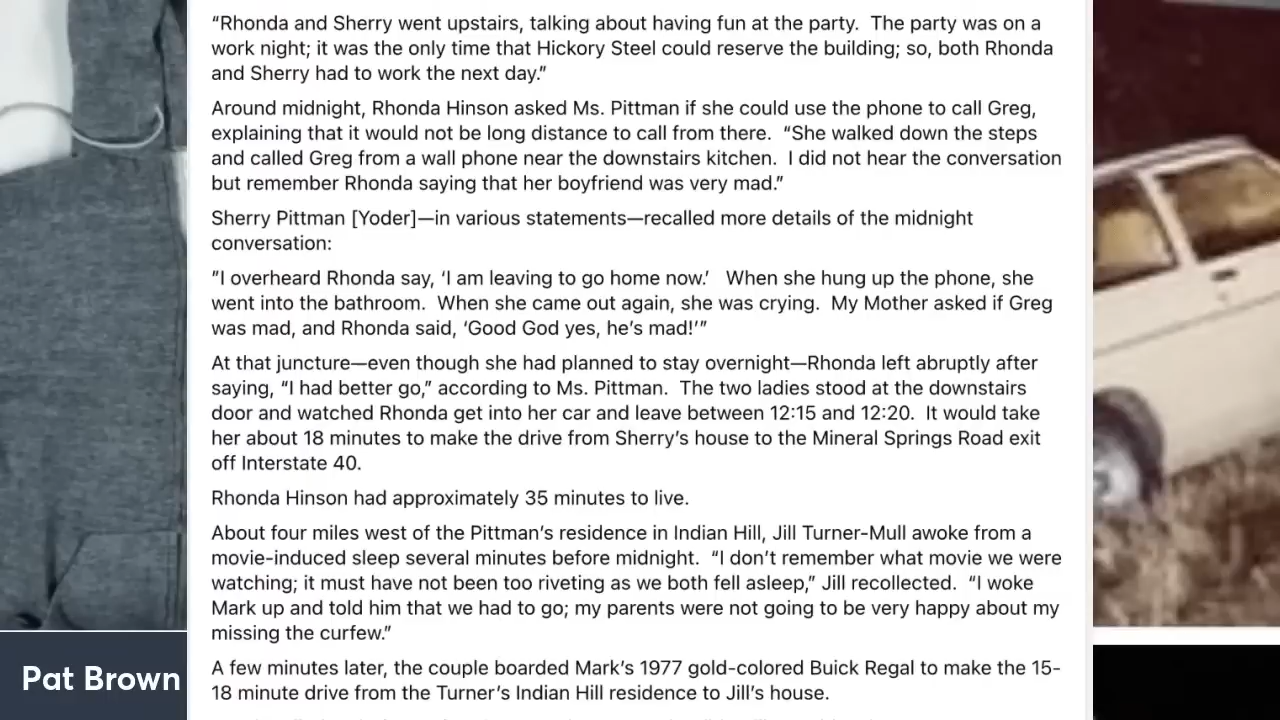 “Rhonda and Sherry went upstairs, talking about having fun at the party.  The party was on a
work night; it was the only time that Hickory Steel could reserve the building; so, both Rhonda
and Sherry had to work the next day.”
Around midnight, Rhonda Hinson asked Ms. Pittman if she could use the phone to call Greg,
explaining that it would not be long distance to call from there.  “She walked down the steps
and called Greg from a wall phone near the downstairs kitchen.  I did not hear the conversation
but remember Rhonda saying that her boyfriend was very mad.”
Sherry Pittman [Yoder]—in various statements—recalled more details of the midnight
conversation:
”I overheard Rhonda say, ‘I am leaving to go home now.’   When she hung up the phone, she
went into the bathroom.  When she came out again, she was crying.  My Mother asked if Greg
was mad, and Rhonda said, ‘Good God yes, he’s mad!’”
At that juncture—even though she had planned to stay overnight—Rhonda left abruptly after
saying, “I had better go,” according to Ms. Pittman.  The two ladies stood at the downstairs
door and watched Rhonda get into her car and leave between 12:15 and 12:20.  It would take
her about 18 minutes to make the drive from Sherry’s house to the Mineral Springs Road exit
off Interstate 40.
Rhonda Hinson had approximately 35 minutes to live.
About four miles west of the Pittman’s residence in Indian Hill, Jill Turner-Mull awoke from a
movie-induced sleep several minutes before midnight.  “I don’t remember what movie we were
watching; it must have not been too riveting as we both fell asleep,” Jill recollected.  “I woke
Mark up and told him that we had to go; my parents were not going to be very happy about my
missing the curfew.”
A few minutes later, the couple boarded Mark’s 1977 gold-colored Buick Regal to make the 15-
18 minute drive from the Turner’s Indian Hill residence to Jill’s house.
Pat Brown